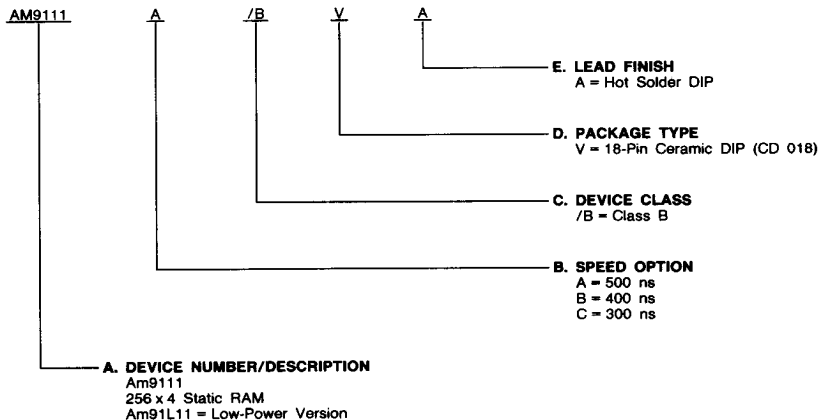 AM9111 A /B V A
E. LEAD FINISH
A = Hot Solder DIP
D. PACKAGE TYPE
V = 18-Pin Ceramic DIP (CD 018)
C. DEVICE CLASS
/B = Class B
B. SPEED OPTION
A = 500 ns
B = 400 ns
C = 300 ns
A. DEVICE NUMBER/DESCRIPTION
Am9111
256 x 4 Static RAM
Am91L11 = Low-Power Version